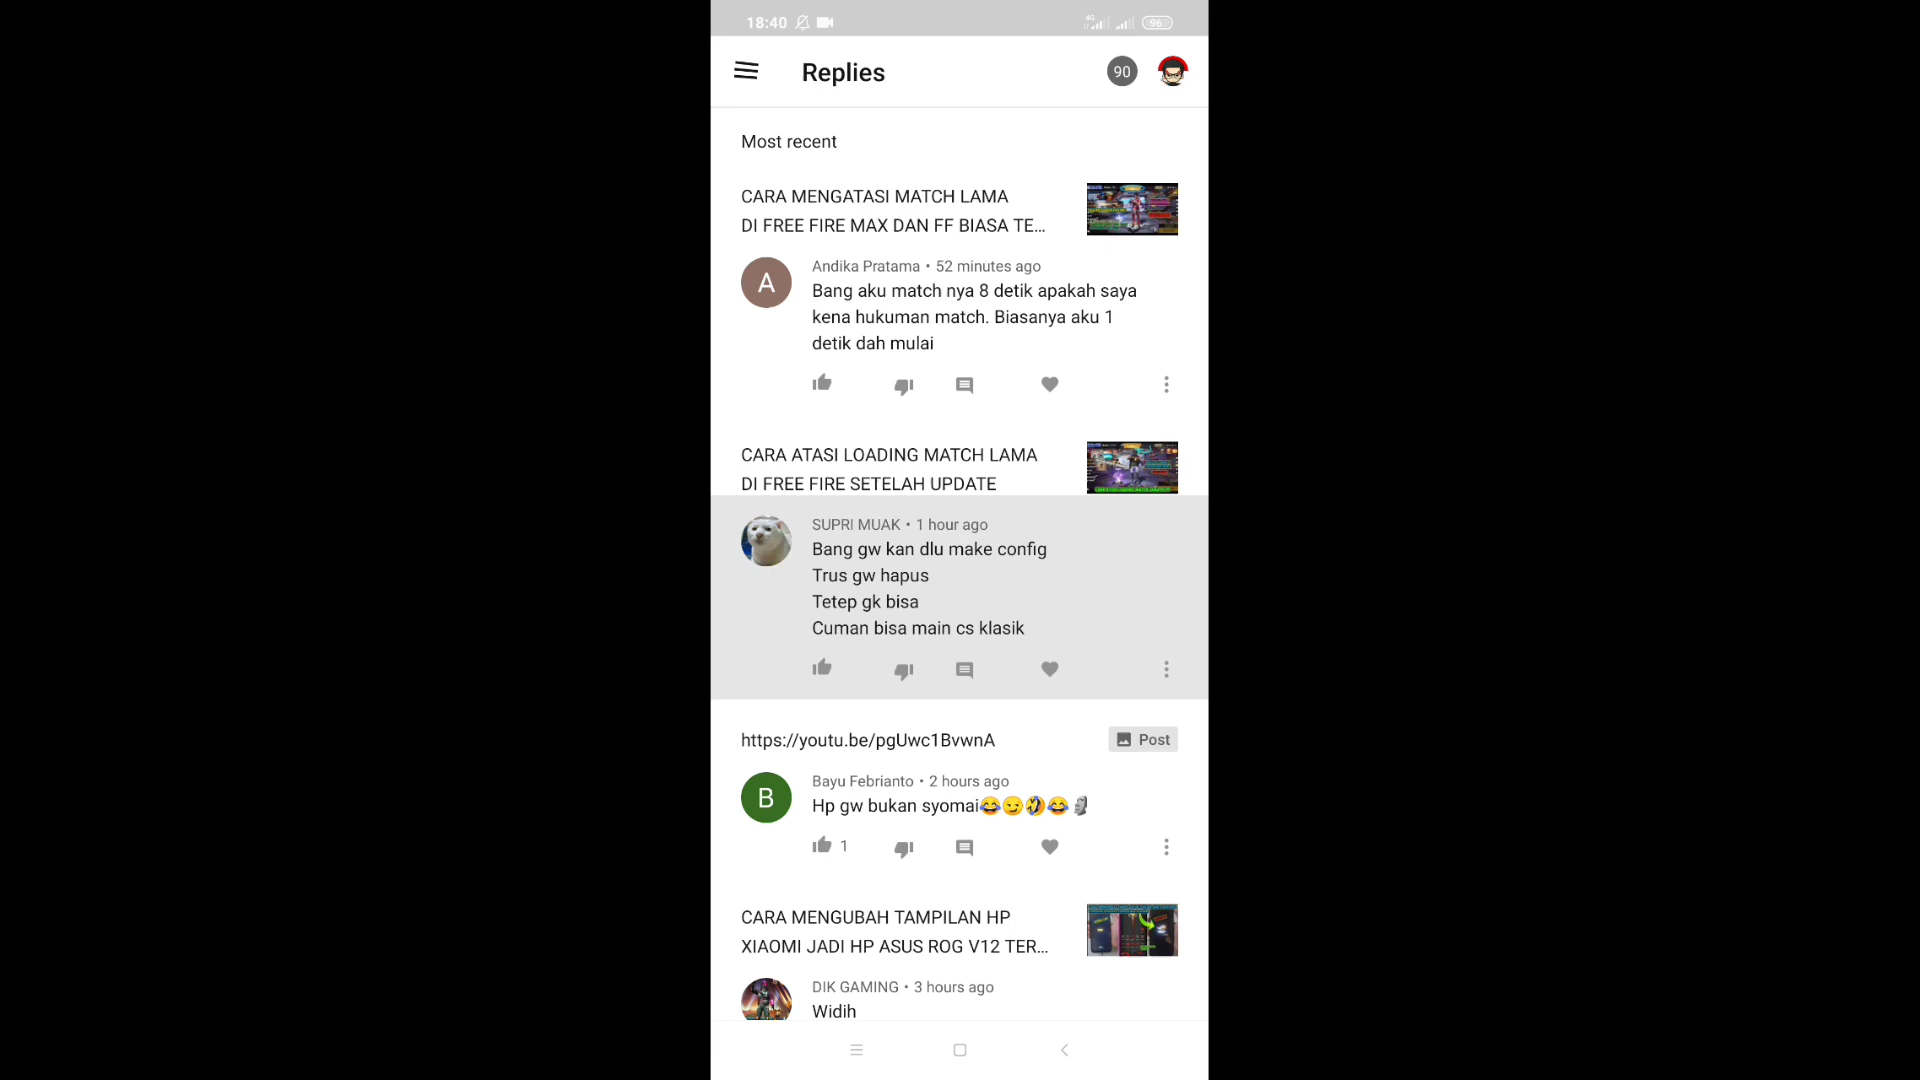 18:40
4G
96
Replies
90
Most recent
CARA MENGATASI MATCH LAMA
DI FREE FIRE MAX DAN FF BIASA TE...
A
Andika Pratama • 52 minutes ago
Bang aku match nya 8 detik apakah saya
kena hukuman match. Biasanya aku 1
detik dah mulai
CARA ATASI LOADING MATCH LAMA
DI FREE FIRE SETELAH UPDATE
SUPRI MUAK • 1 hour ago
Bang gw kan dlu make config
Trus gw hapus
Tetep gk bisa
Cuman bisa main cs klasik
https://youtu.be/pgUwc1BvwnA
Post
B
Bayu Febrianto • 2 hours ago
Hp gw bukan syomai😂😏🤣😂🗿
1
CARA MENGUBAH TAMPILAN HP
XIAOMI JADI HP ASUS ROG V12 TER...
DIK GAMING • 3 hours ago
Widih